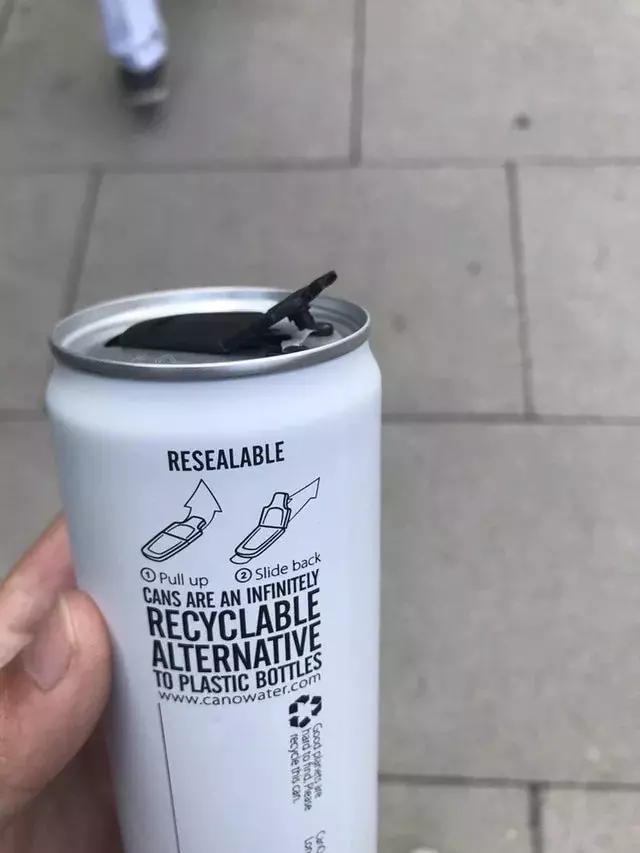 RESEALABLE
1 Pull up
2 Slide back
CANS ARE AN INFINITELY
RECYCLABLE
ALTERNATIVE
TO PLASTIC BOTTLES
www.canowater.com
Good planets are
hard to find. Please
recycle this can.